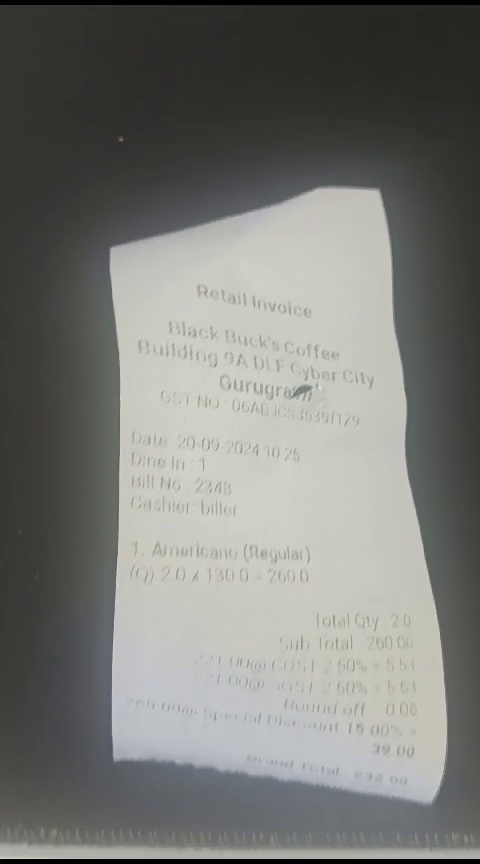 Retail Invoice
Black Buck's Coffee
Building 9A DLF Cyber City
Gurugram
GST NO
Date 20-09-2024 10:25
Dine In : 1
Bill No : 2348
Cashier biller
1. Americano (Regular)
2.0 x 130.0 = 260.0
Total Qty : 2.0
Sub Total : 260.00
221.00@ CGST 2.50% = 5.53
221.00@ SGST 2.50% = 5.53
Round off 0.06
260.00@ Special Discount 15.00% =
39.00
Grand Total : 232.00